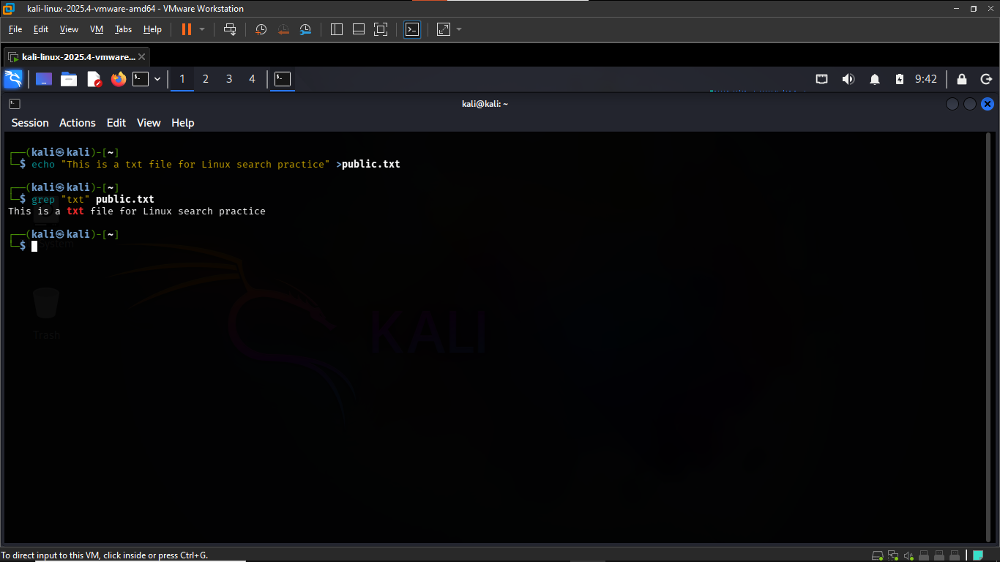 kali-linux-2025.4-vmware-amd64 - VMware Workstation
File Edit View VM Tabs Help
kali-linux-2025.4-vmware...
1 2 3 4 9:42
kali@kali: ~
Session Actions Edit View Help
┌──(kali㉿kali)-[~]
└─$ echo "This is a txt file for Linux search practice" >public.txt
┌──(kali㉿kali)-[~]
└─$ grep "txt" public.txt
This is a txt file for Linux search practice
┌──(kali㉿kali)-[~]
└─$
Trash
KALI
To direct input to this VM, click inside or press Ctrl+G.